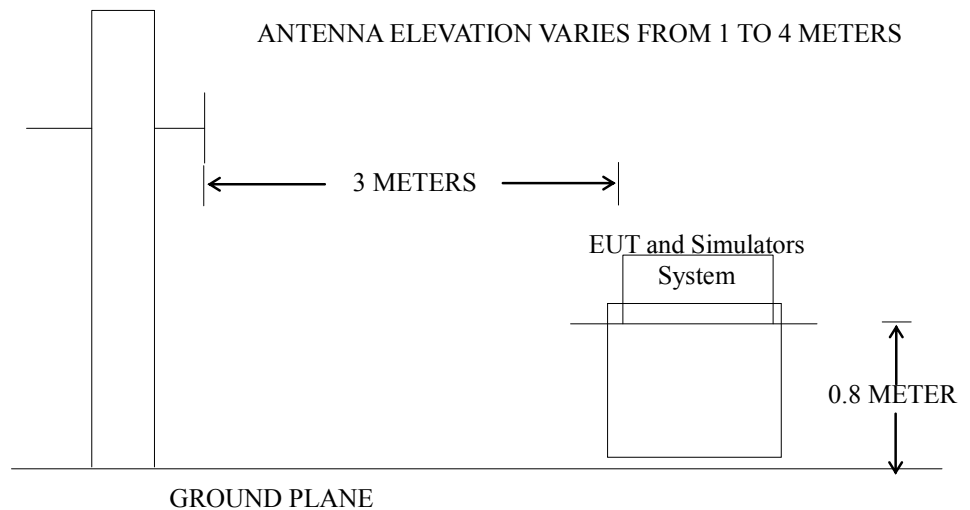 ANTENNA ELEVATION VARIES FROM 1 TO 4 METERS
3 METERS
EUT and Simulators
System
0.8 METER
GROUND PLANE